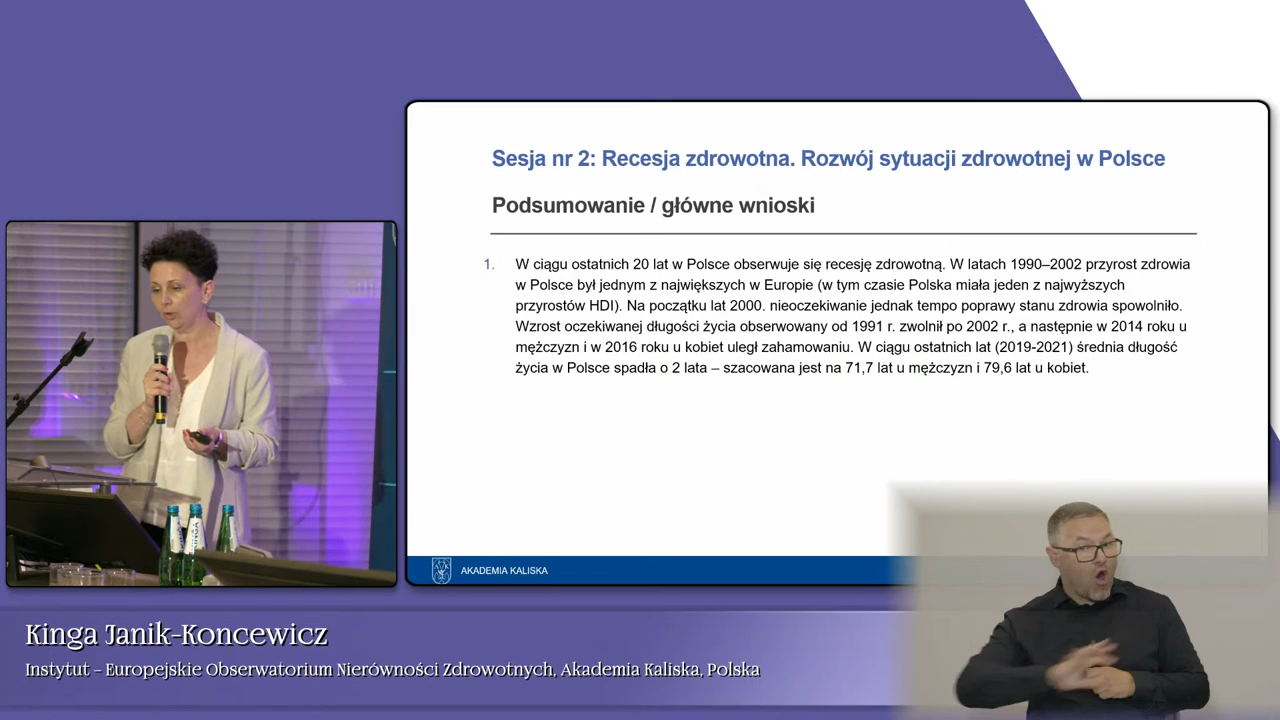 Sesja nr 2: Recesja zdrowotna. Rozwój sytuacji zdrowotnej w Polsce
Podsumowanie / główne wnioski
1. W ciągu ostatnich 20 lat w Polsce obserwuje się recesję zdrowotną. W latach 1990–2002 przyrost zdrowia
w Polsce był jednym z największych w Europie (w tym czasie Polska miała jeden z najwyższych
przyrostów HDI). Na początku lat 2000. nieoczekiwanie jednak tempo poprawy stanu zdrowia spowolniło.
Wzrost oczekiwanej długości życia obserwowany od 1991 r. zwolnił po 2002 r., a następnie w 2014 roku u
mężczyzn i w 2016 roku u kobiet uległ zahamowaniu. W ciągu ostatnich lat (2019-2021) średnia długość
życia w Polsce spadła o 2 lata – szacowana jest na 71,7 lat u mężczyzn i 79,6 lat u kobiet.
AKADEMIA KALISKA
Kinga Janik-Koncewicz
Instytut – Europejskie Obserwatorium Nierówności Zdrowotnych, Akademia Kaliska, Polska